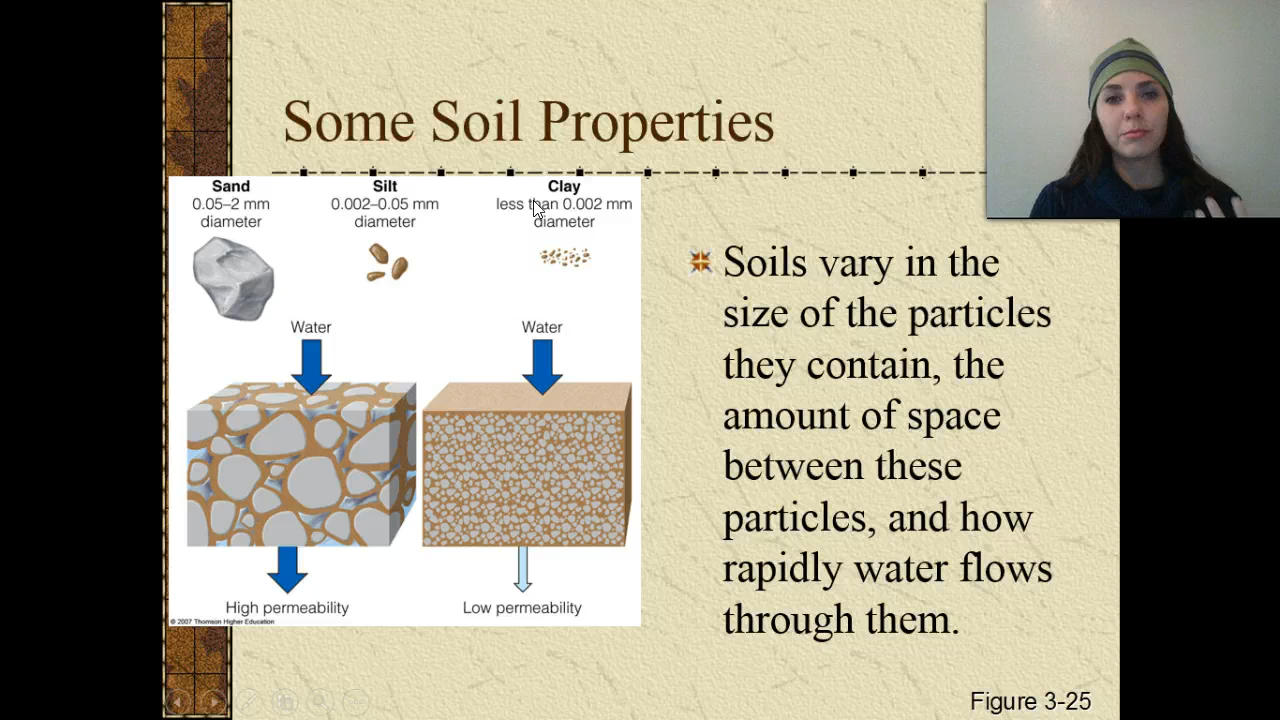 Some Soil Properties
Sand
0.05–2 mm
diameter
Silt
0.002–0.05 mm
diameter
Clay
less than 0.002 mm
diameter
Water
Water
High permeability
Low permeability
© 2007 Thomson Higher Education
Soils vary in the
size of the particles
they contain, the
amount of space
between these
particles, and how
rapidly water flows
through them.
Figure 3-25